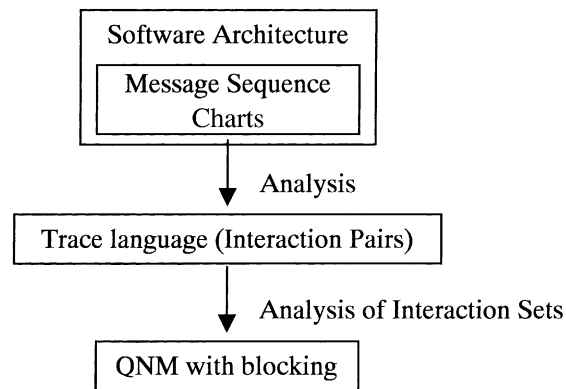 Software Architecture
Message Sequence
Charts
Analysis
Trace language (Interaction Pairs)
Analysis of Interaction Sets
QNM with blocking